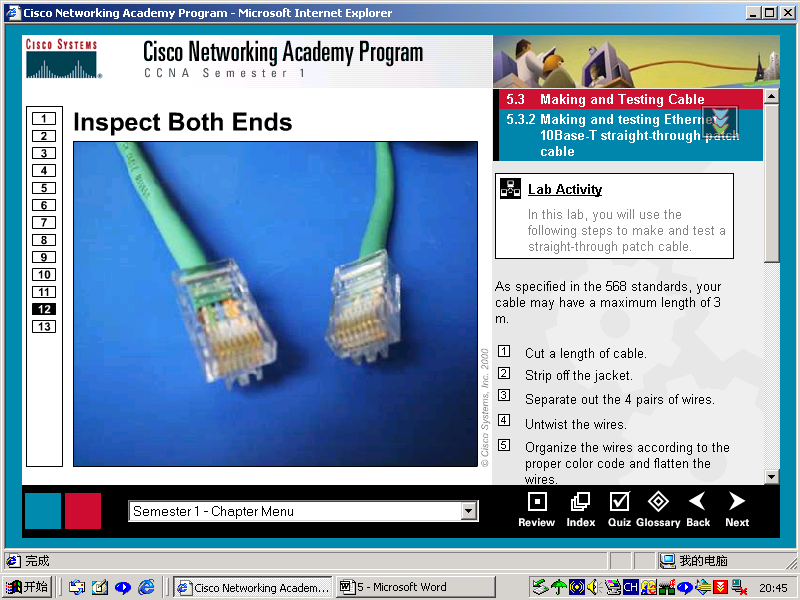 Cisco Networking Academy Program - Microsoft Internet Explorer
CISCO SYSTEMS
Cisco Networking Academy Program
CCNA Semester 1
5.3 Making and Testing Cable
5.3.2 Making and testing Ethernet
10Base-T straight-through patch
cable
1
2
3
4
5
6
7
8
9
10
11
12
13
Inspect Both Ends
© Cisco Systems, Inc. 2000
Lab Activity
In this lab, you will use the
following steps to make and test a
straight-through patch cable.
As specified in the 568 standards, your
cable may have a maximum length of 3
m.
1 Cut a length of cable.
2 Strip off the jacket.
3 Separate out the 4 pairs of wires.
4 Untwist the wires.
5 Organize the wires according to the
proper color code and flatten the
wires.
Semester 1 - Chapter Menu
Review Index Quiz Glossary Back Next
完成
我的电脑
开始
Cisco Networking Academ...
5 - Microsoft Word
CH
20:45